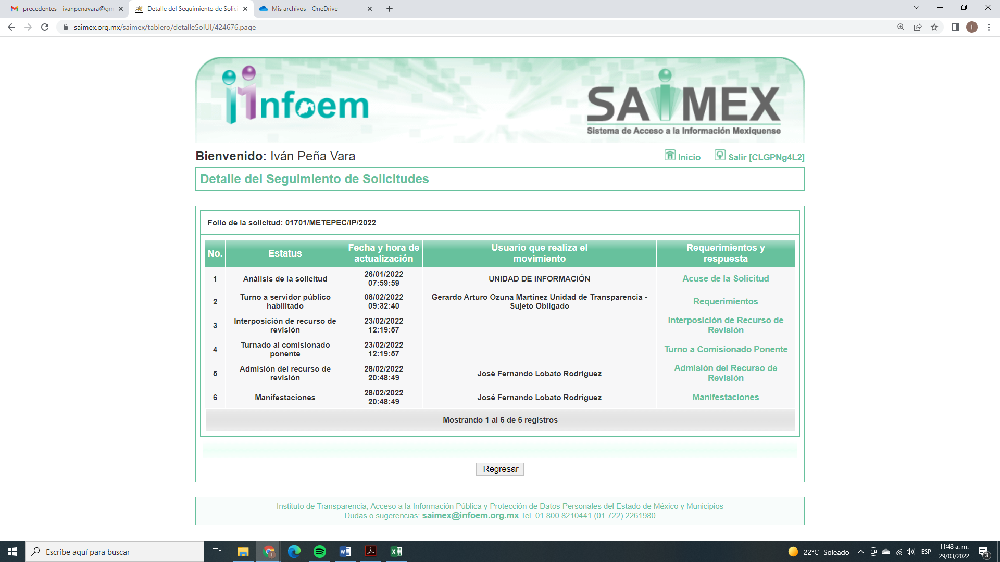 precedentes - ivanpenavara@gm
Detalle del Seguimiento de Solic
Mis archivos - OneDrive
saimex.org.mx/saimex/tablero/detalleSolUI/424676.page
I
infoem
SAIMEX
Sistema de Acceso a la Información Mexiquense
Bienvenido: Iván Peña Vara
Inicio
Salir [CLGPNg4L2]
Detalle del Seguimiento de Solicitudes
Folio de la solicitud: 01701/METEPEC/IP/2022
No.
Estatus
Fecha y hora de
actualización
Usuario que realiza el
movimiento
Requerimientos y
respuesta
1
Análisis de la solicitud
26/01/2022
07:59:59
UNIDAD DE INFORMACIÓN
Acuse de la Solicitud
2
Turno a servidor público
habilitado
08/02/2022
09:32:40
Gerardo Arturo Ozuna Martínez Unidad de Transparencia -
Sujeto Obligado
Requerimientos
3
Interposición de recurso de
revisión
23/02/2022
12:19:57
Interposición de Recurso de
Revisión
4
Turnado al comisionado
ponente
23/02/2022
12:19:57
Turno a Comisionado Ponente
5
Admisión del recurso de
revisión
28/02/2022
20:48:49
José Fernando Lobato Rodríguez
Admisión del Recurso de
Revisión
6
Manifestaciones
28/02/2022
20:48:49
José Fernando Lobato Rodríguez
Manifestaciones
Mostrando 1 al 6 de 6 registros
Regresar
Instituto de Transparencia, Acceso a la Información Pública y Protección de Datos Personales del Estado de México y Municipios
Dudas o sugerencias: saimex@infoem.org.mx Tel. 01 800 8210441 (01 722) 2261980
Escribe aquí para buscar
22°C Soleado
ESP
11:43 a. m.
29/03/2022
3